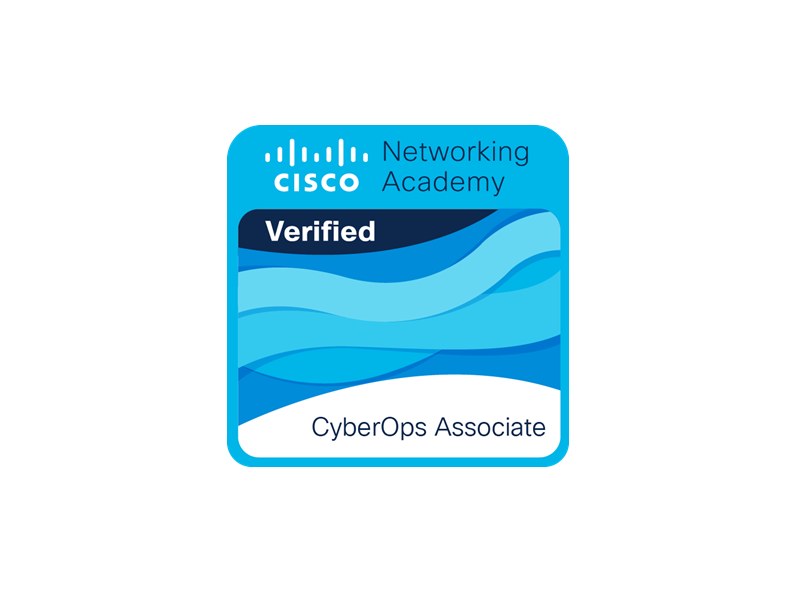 CISCO
Networking
Academy
Verified
CyberOps Associate